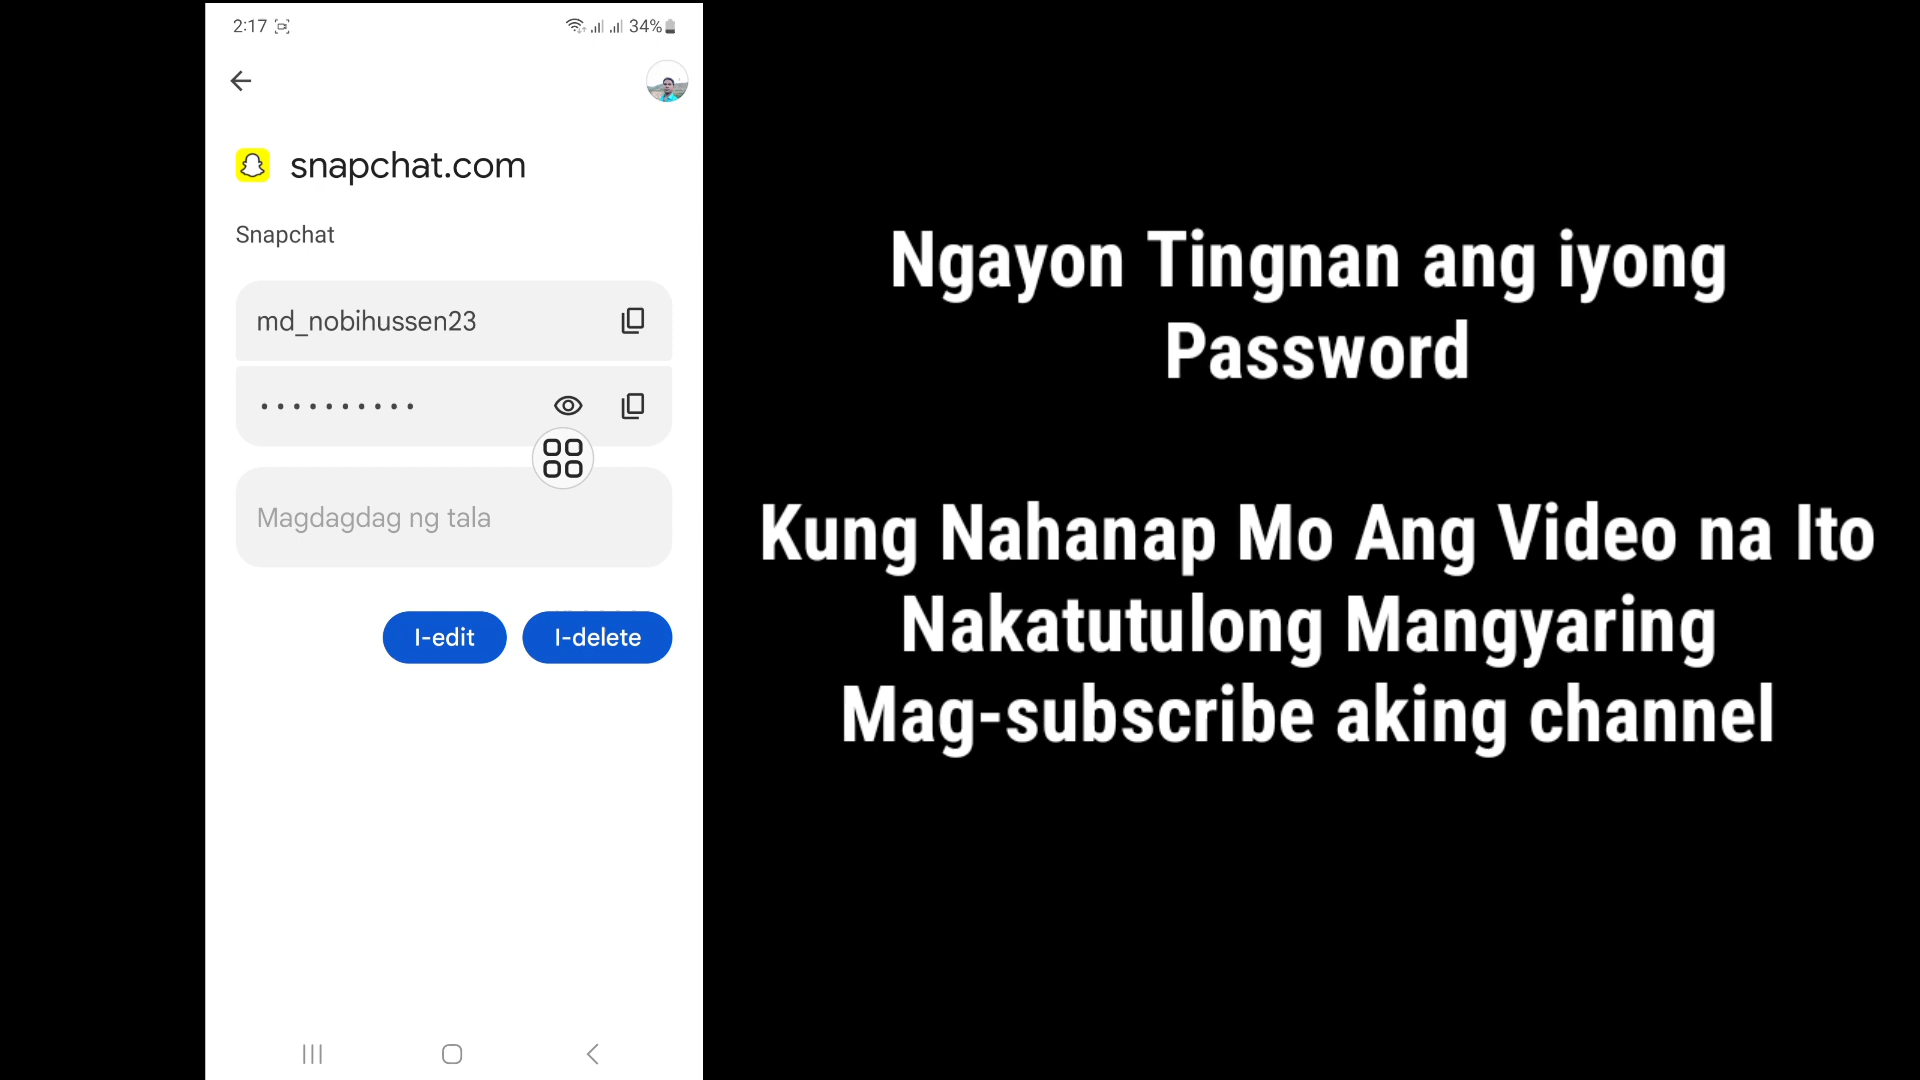 2:17
34%
snapchat.com
Snapchat
md_nobihussen23
Magdagdag ng tala
I-edit
I-delete
Ngayon Tingnan ang iyong
Password
Kung Nahanap Mo Ang Video na Ito
Nakatutulong Mangyaring
Mag-subscribe aking channel